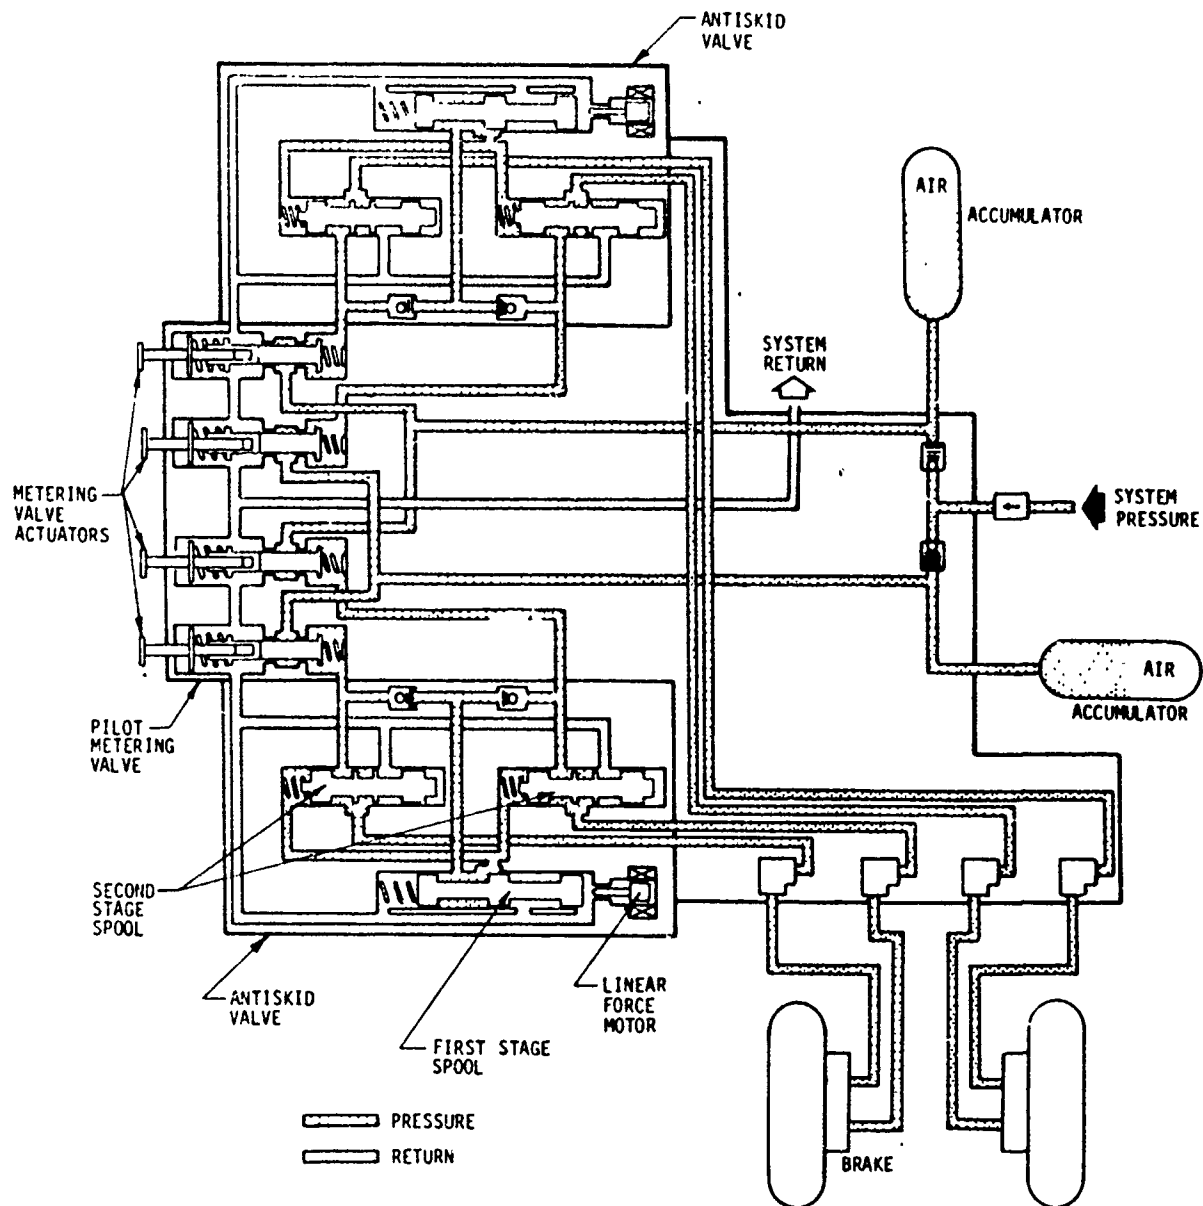 ANTISKID
VALVE
AIR
ACCUMULATOR
SYSTEM
RETURN
METERING
VALVE
ACTUATORS
SYSTEM
PRESSURE
AIR
ACCUMULATOR
PILOT
METERING
VALVE
SECOND
STAGE
SPOOL
ANTISKID
VALVE
LINEAR
FORCE
MOTOR
FIRST STAGE
SPOOL
PRESSURE
RETURN
BRAKE